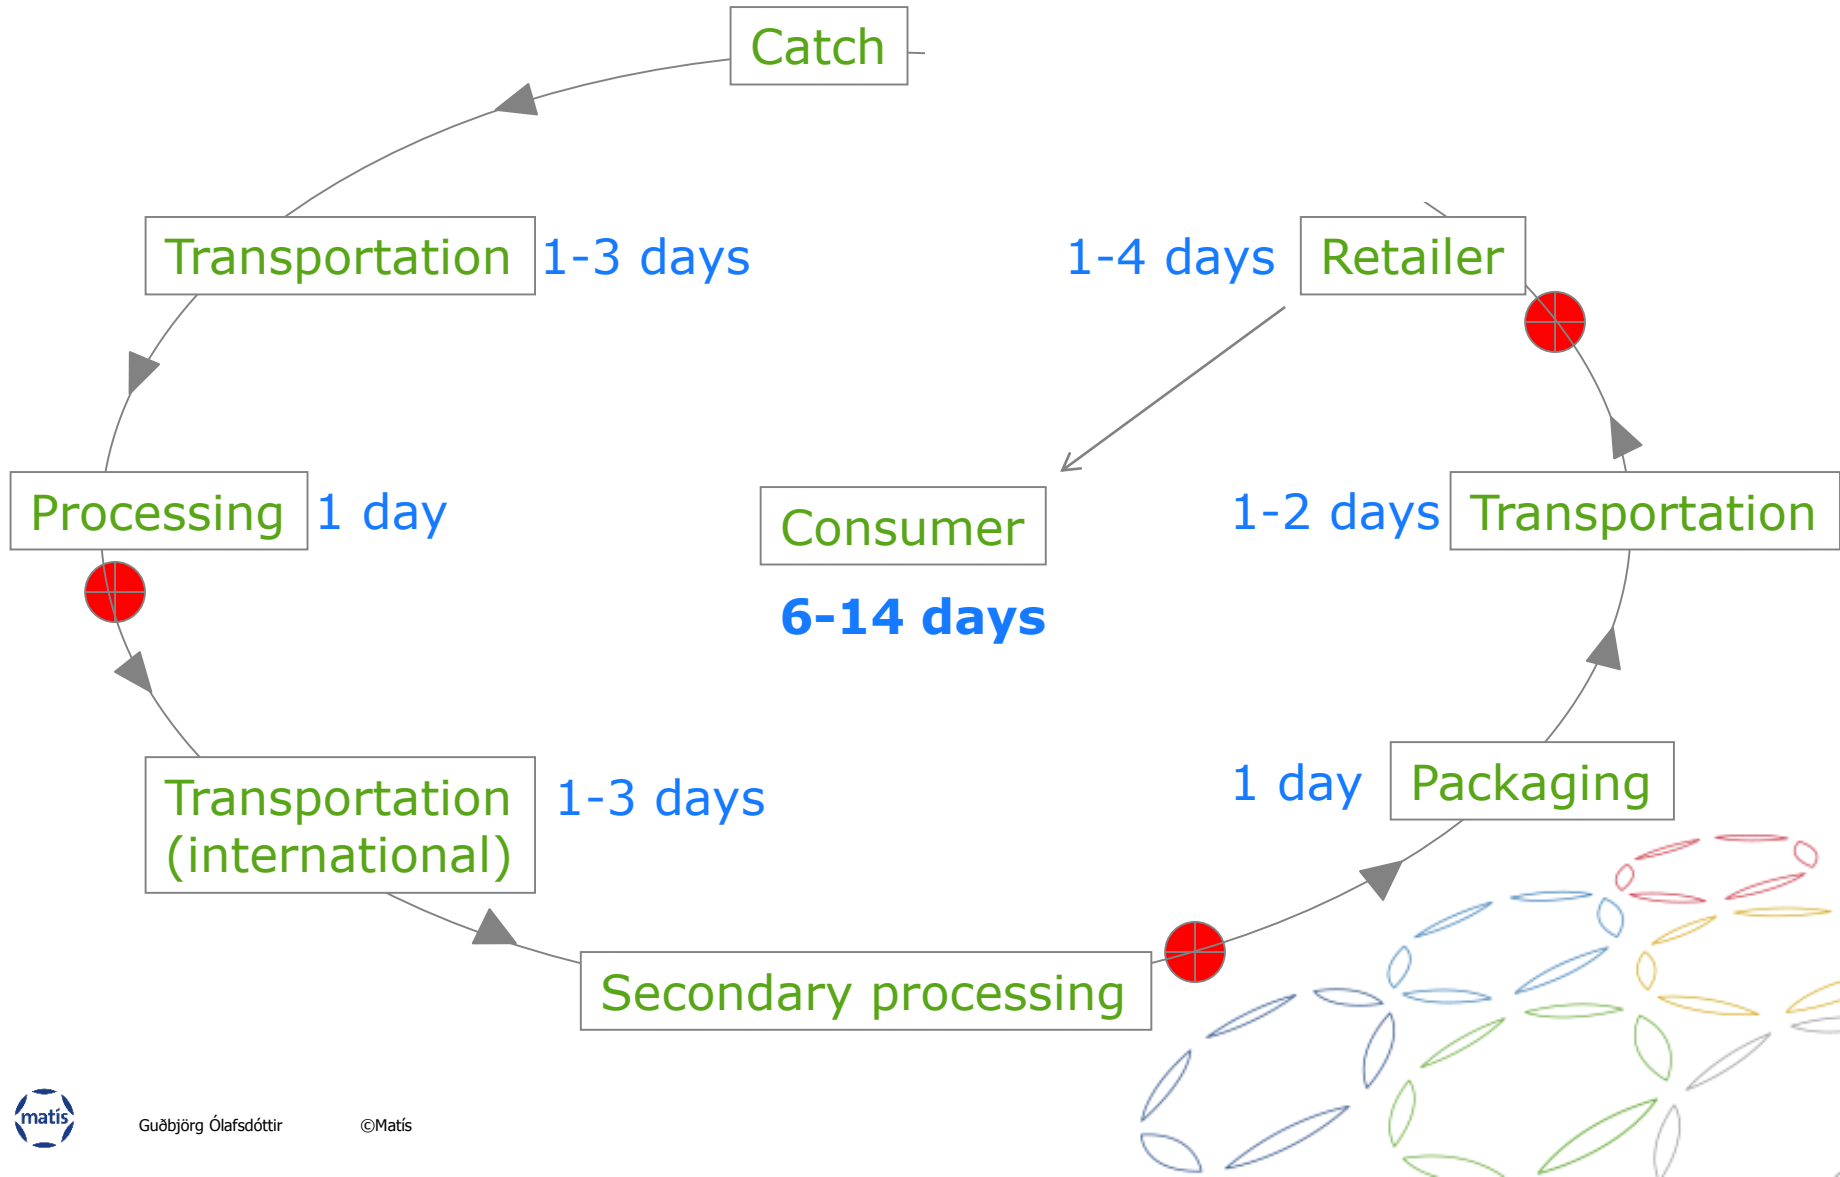 Catch
Transportation 1-3 days
1-4 days Retailer
Processing 1 day
Consumer
6-14 days
1-2 days Transportation
Transportation
(international)
1-3 days
1 day Packaging
Secondary processing
matís
Guðbjörg Ólafsdóttir ©Matís